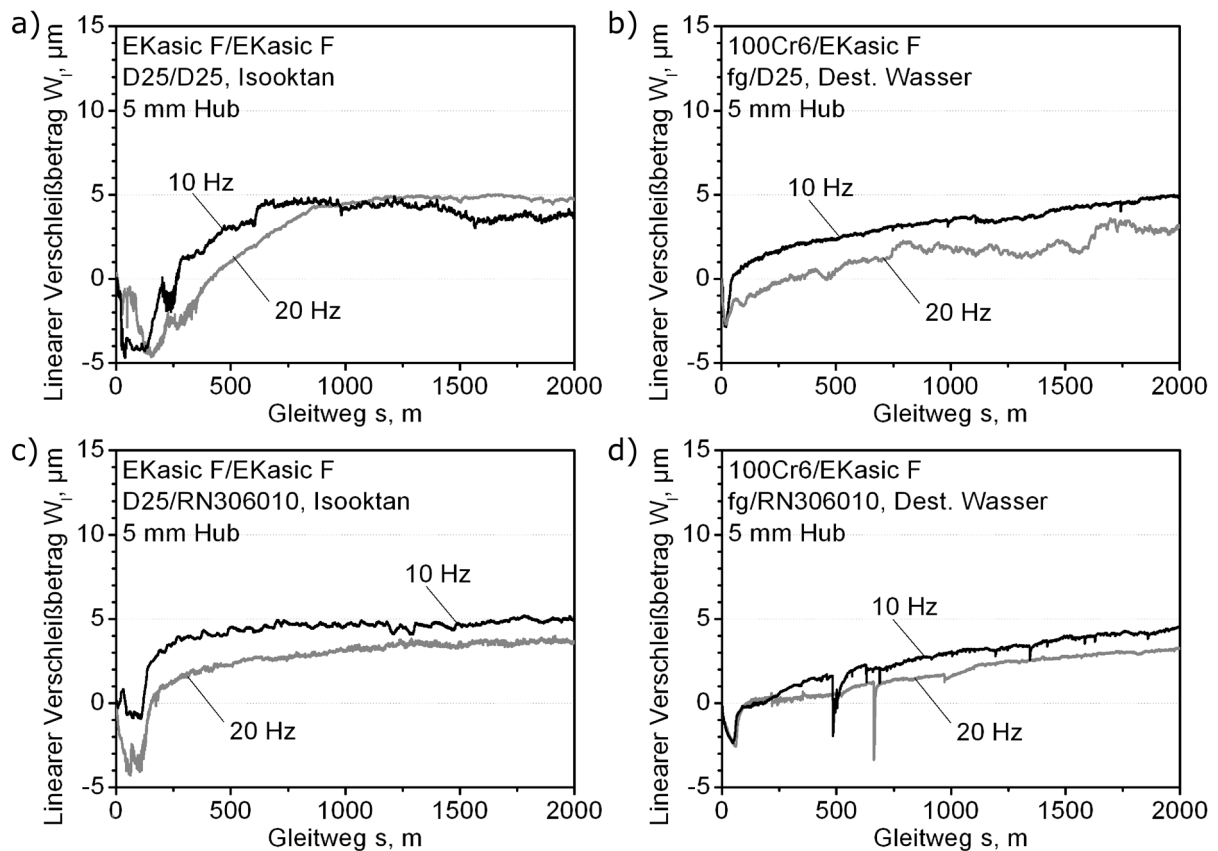 a)
Linearer Verschleißbetrag Wl, µm
15
10
5
0
-5
EKasic F/EKasic F
D25/D25, Isooktan
5 mm Hub
10 Hz
20 Hz
0 500 1000 1500 2000
Gleitweg s, m
b)
Linearer Verschleißbetrag Wl, µm
15
10
5
0
-5
100Cr6/EKasic F
fg/D25, Dest. Wasser
5 mm Hub
10 Hz
20 Hz
0 500 1000 1500 2000
Gleitweg s, m
c)
Linearer Verschleißbetrag Wl, µm
15
10
5
0
-5
EKasic F/EKasic F
D25/RN306010, Isooktan
5 mm Hub
10 Hz
20 Hz
0 500 1000 1500 2000
Gleitweg s, m
d)
Linearer Verschleißbetrag Wl, µm
15
10
5
0
-5
100Cr6/EKasic F
fg/RN306010, Dest. Wasser
5 mm Hub
10 Hz
20 Hz
0 500 1000 1500 2000
Gleitweg s, m